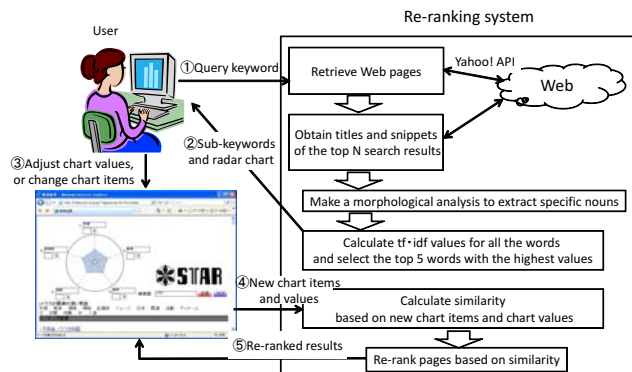 Re-ranking system
User
①Query keyword
Retrieve Web pages
Yahoo! API
Web
Obtain titles and snippets
of the top N search results
②Sub-keywords
and radar chart
③Adjust chart values,
or change chart items
Make a morphological analysis to extract specific nouns
Calculate tf・idf values for all the words
and select the top 5 words with the highest values
STAR
④New chart items
and values
Calculate similarity
based on new chart items and chart values
⑤Re-ranked results
Re-rank pages based on similarity